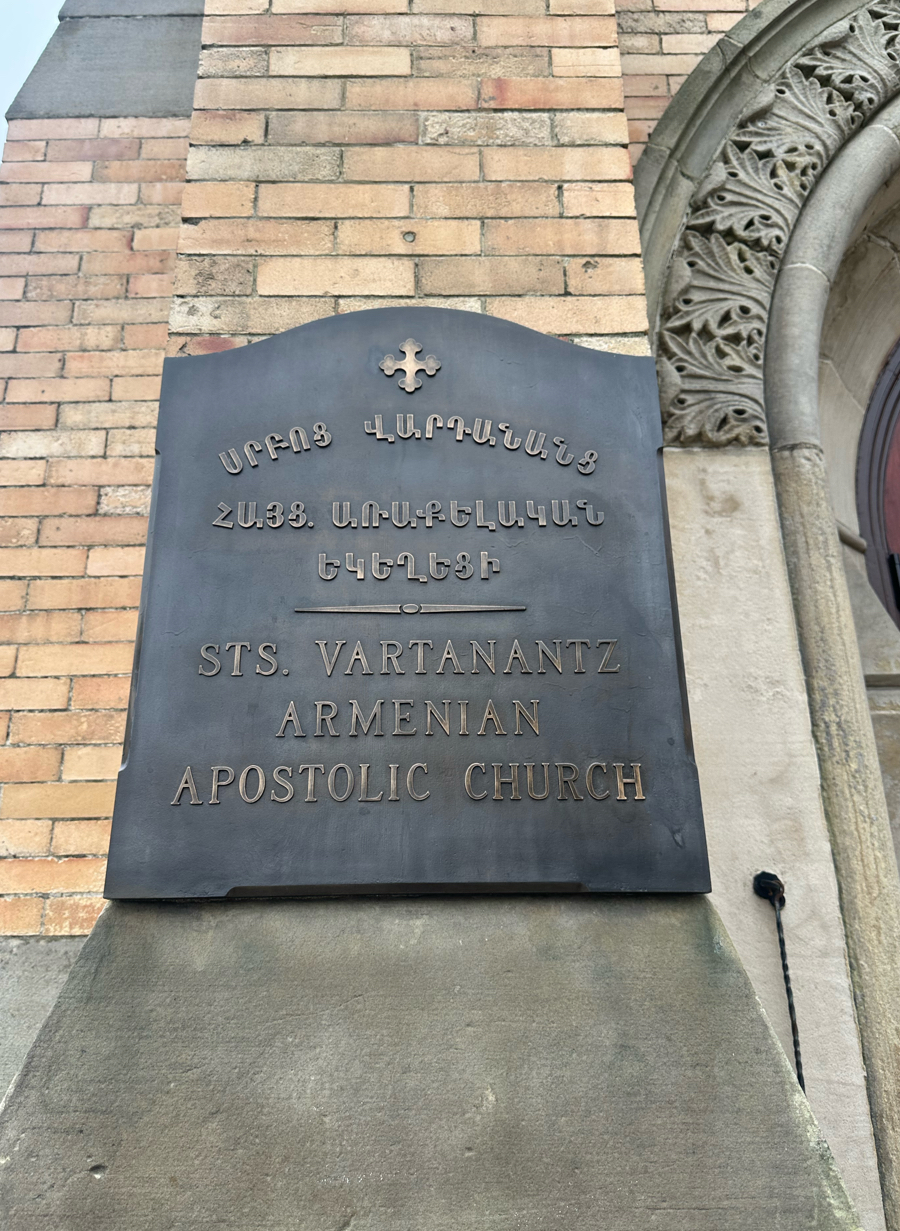 ՍՐԲՈՑ ՎԱՐԴԱՆԱՆՑ
ՀԱՅՑ. ԱՌԱՔԵԼԱԿԱՆ
ԵԿԵՂԵՑԻ
STS. VARTANANTZ
ARMENIAN
APOSTOLIC CHURCH